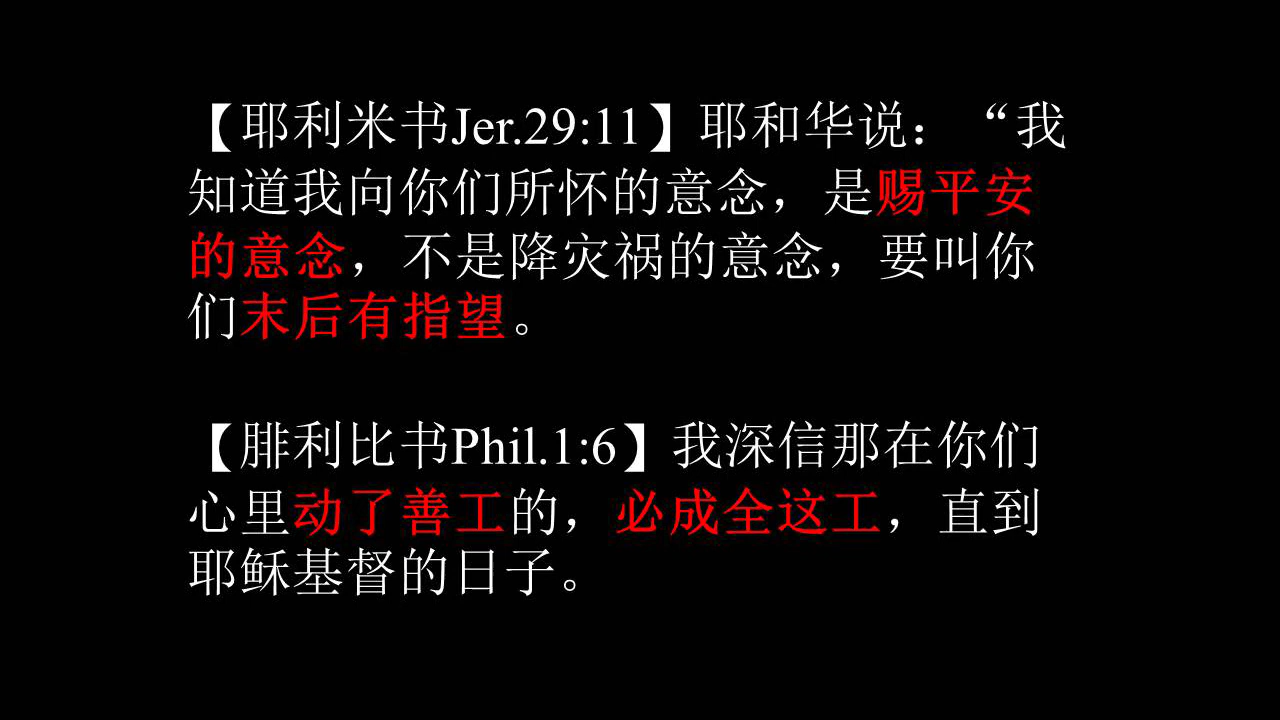 【耶利米书Jer.29:11】耶和华说：“我
知道我向你们所怀的意念，是赐平安
的意念，不是降灾祸的意念，要叫你
们末后有指望。
【腓利比书Phil.1:6】我深信那在你们
心里动了善工的，必成全这工，直到
耶稣基督的日子。